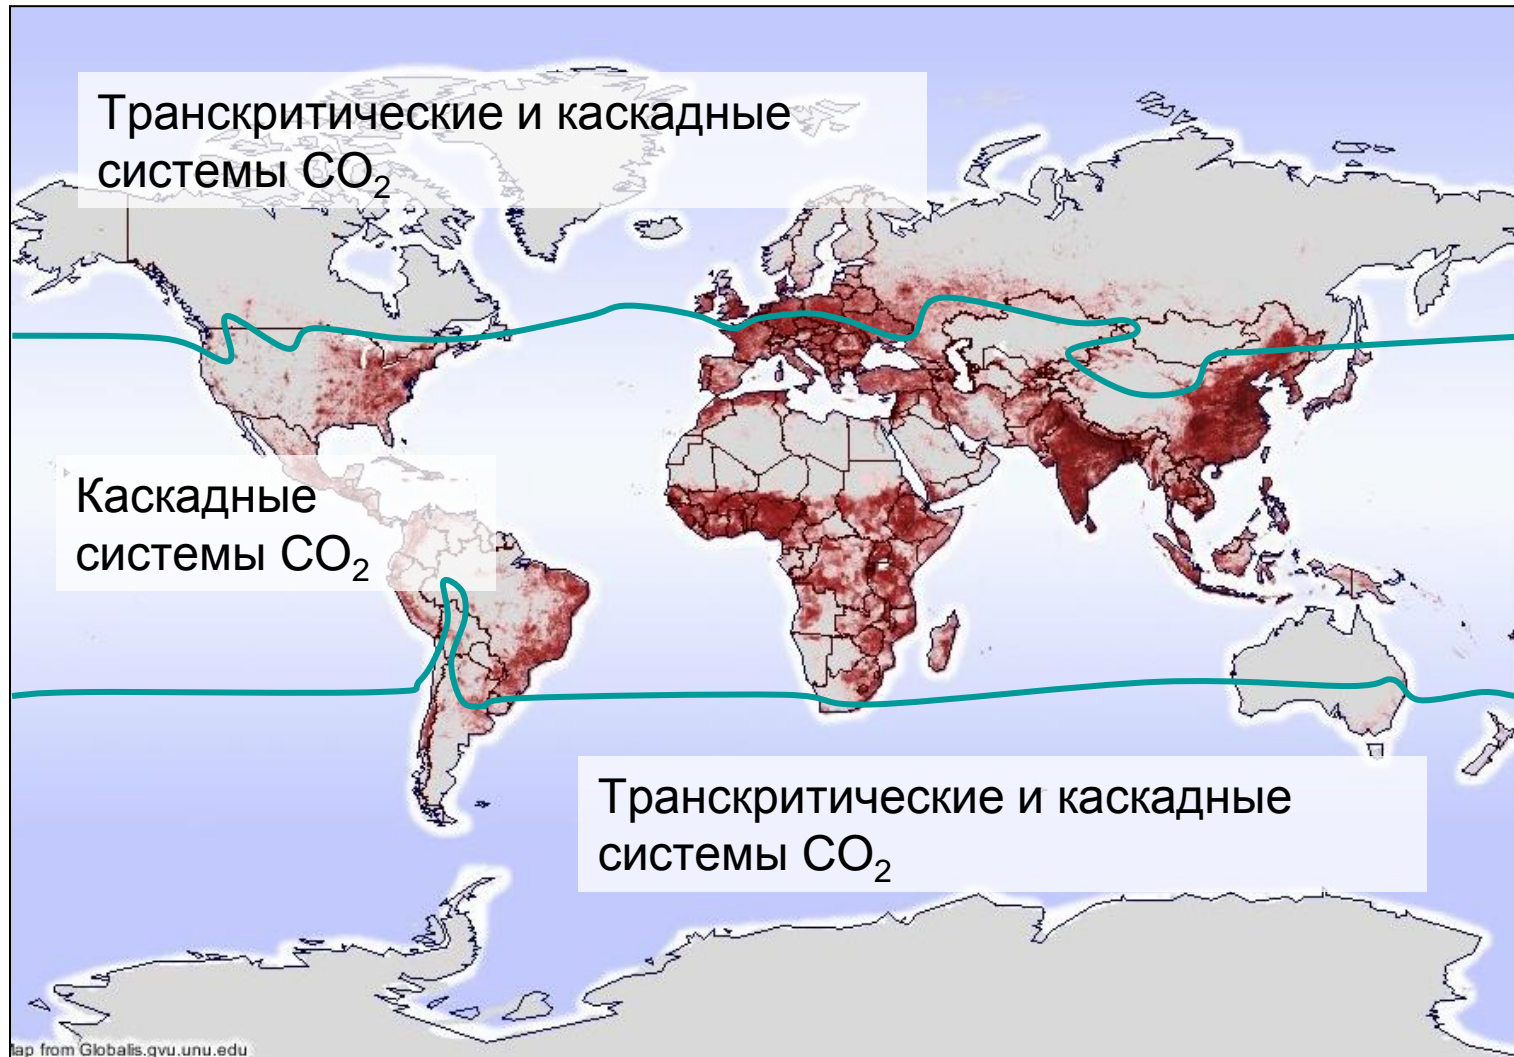 Транскритические и каскадные
системы CO₂
Каскадные
системы CO₂
Транскритические и каскадные
системы CO₂
Map from Globalis.gvu.unu.edu